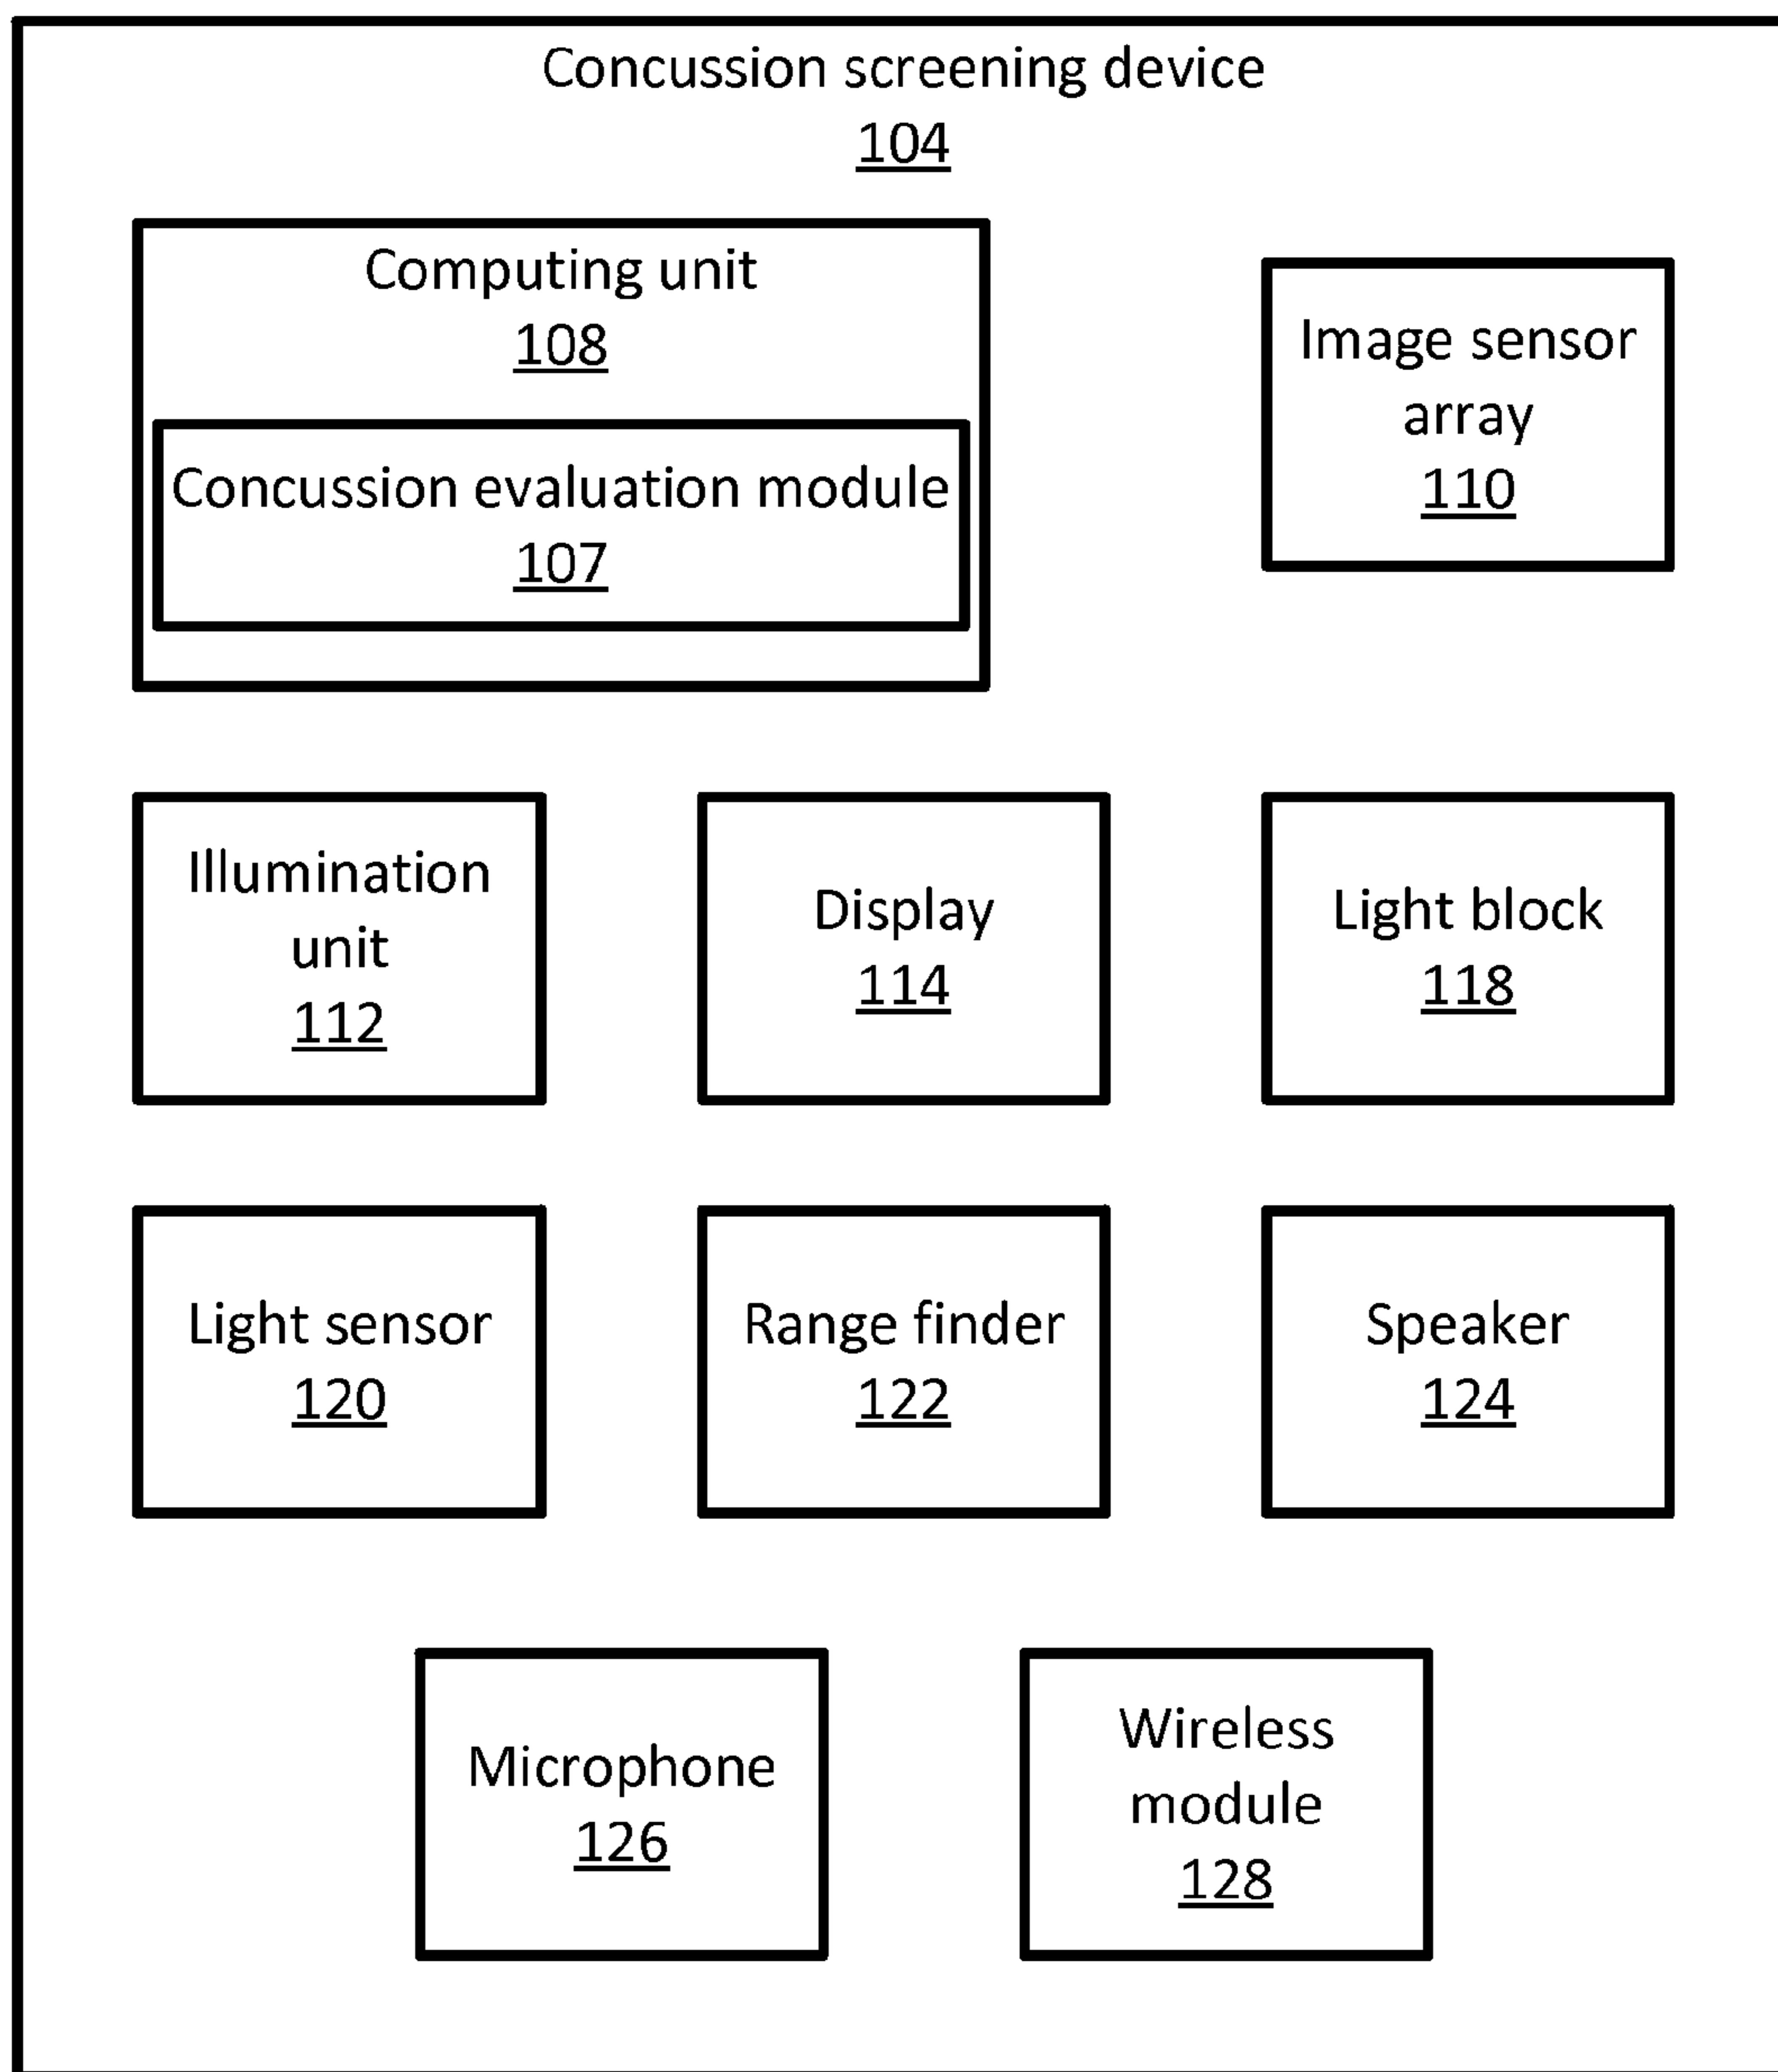 Concussion screening device
104
Computing unit
108
Concussion evaluation module
107
Image sensor
array
110
Illumination
unit
112
Display
114
Light block
118
Light sensor
120
Range finder
122
Speaker
124
Microphone
126
Wireless
module
128